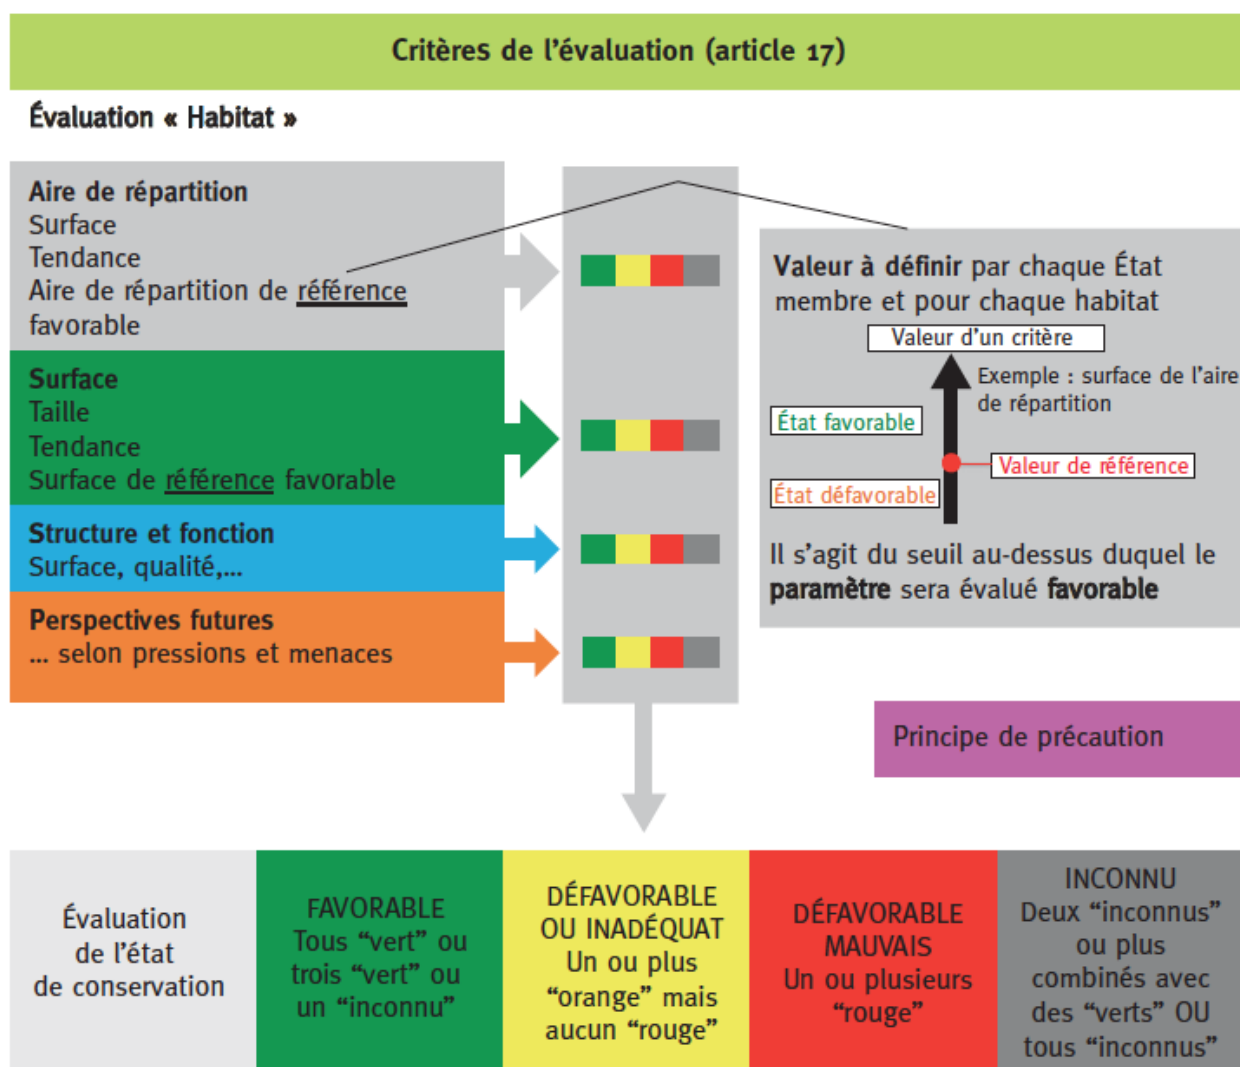 Critères de l’évaluation (article 17)
Évaluation « Habitat »
Aire de répartition
Surface
Tendance
Aire de répartition de référence
favorable
Surface
Taille
Tendance
Surface de référence favorable
Structure et fonction
Surface, qualité,...
Perspectives futures
... selon pressions et menaces
Valeur à définir par chaque État
membre et pour chaque habitat
Valeur d’un critère
Exemple : surface de l’aire
de répartition
État favorable
Valeur de référence
État défavorable
Il s’agit du seuil au-dessus duquel le
paramètre sera évalué favorable
Principe de précaution
Évaluation
de l’état
de conservation
FAVORABLE
Tous “vert” ou
trois “vert” ou
un “inconnu”
DÉFAVORABLE
OU INADÉQUAT
Un ou plus
“orange” mais
aucun “rouge”
DÉFAVORABLE
MAUVAIS
Un ou plusieurs
“rouge”
INCONNU
Deux “inconnus”
ou plus
combinés avec
des “verts” OU
tous “inconnus”